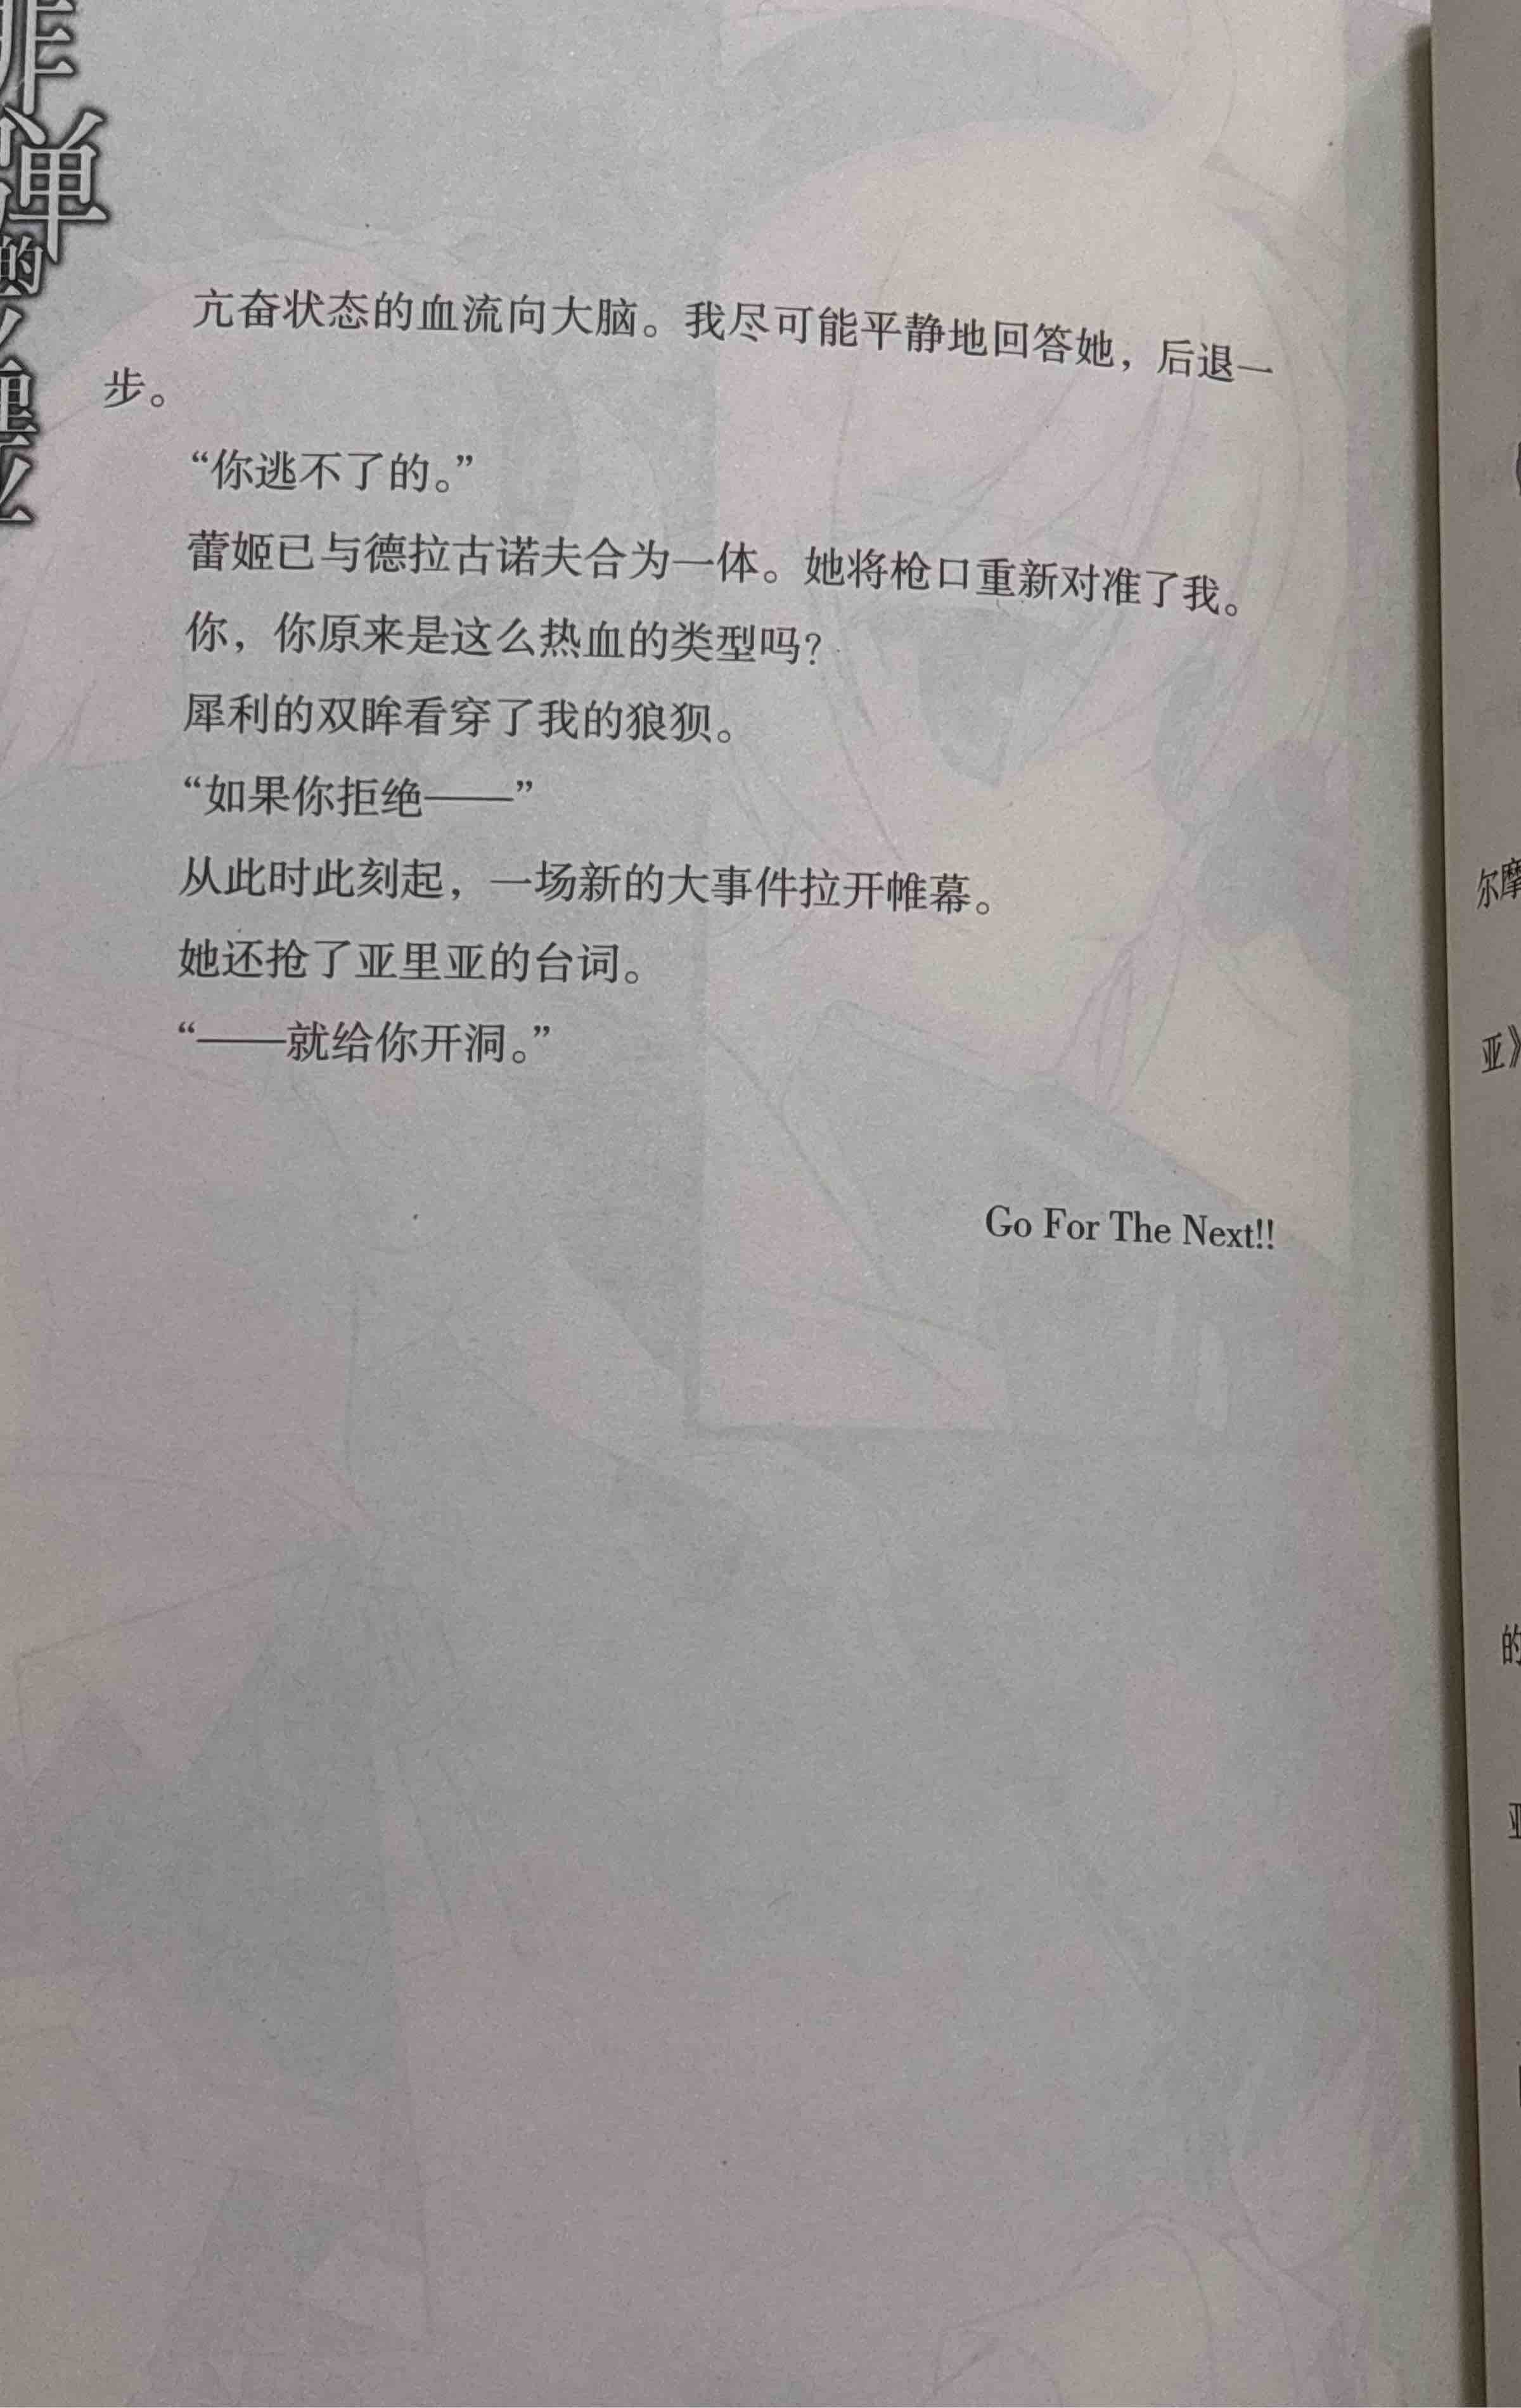 绯弹的亚里亚
亢奋状态的血流向大脑。我尽可能平静地回答她，后退一
步。
“你逃不了的。”
蕾姬已与德拉古诺夫合为一体。她将枪口重新对准了我。
你，你原来是这么热血的类型吗？
犀利的双眸看穿了我的狼狈。
“如果你拒绝——”
从此时此刻起，一场新的大事件拉开帷幕。
她还抢了亚里亚的台词。
“——就给你开洞。”
Go For The Next!!
尔摩
亚》
的